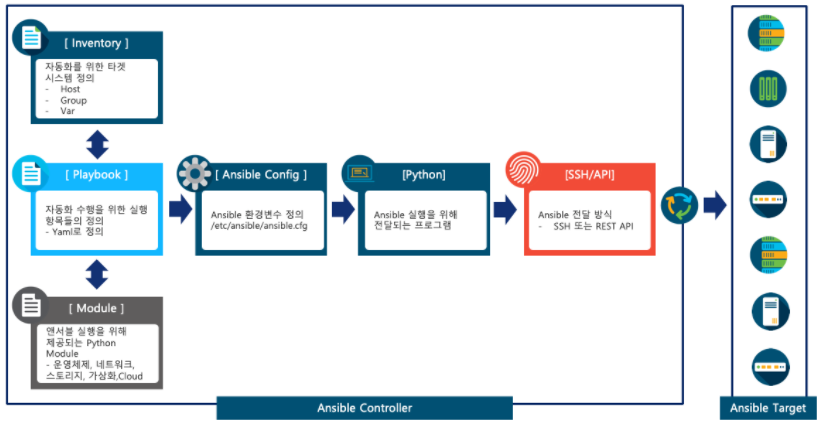 [ Inventory ]
자동화를 위한 타겟
시스템 정의
- Host
- Group
- Var
[ Playbook ]
자동화 수행을 위한 실행
항목들의 정의
- Yaml로 정의
[ Ansible Config ]
Ansible 환경변수 정의
/etc/ansible/ansible.cfg
[Python]
Ansible 실행을 위해
전달되는 프로그램
[SSH/API]
Ansible 전달 방식
- SSH 또는 REST API
[ Module ]
앤서블 실행을 위해
제공되는 Python
Module
- 운영체제, 네트워크,
스토리지, 가상화,Cloud
Ansible Controller
Ansible Target